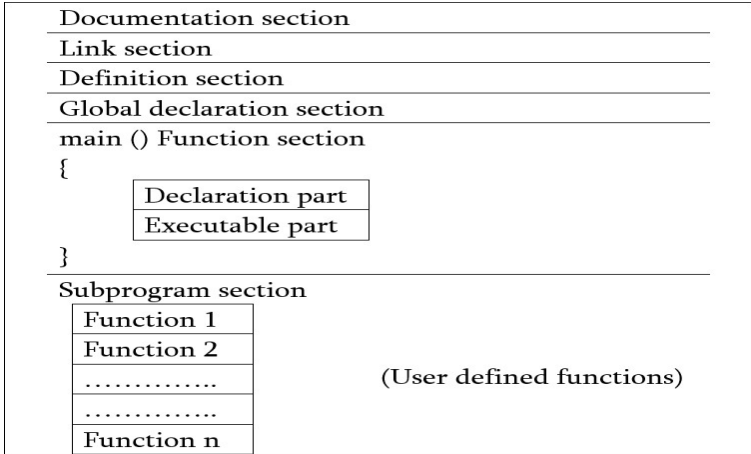 Documentation section
Link section
Definition section
Global declaration section
main () Function section
{
Declaration part
Executable part
}
Subprogram section
Function 1
Function 2
…………..
(User defined functions)
…………..
Function n